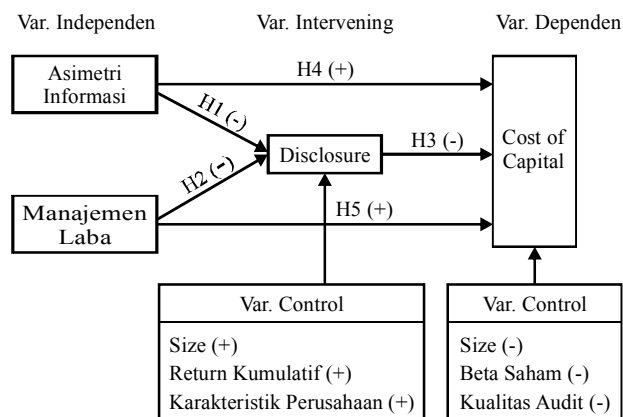 Var. Independen
Var. Intervening
Var. Dependen
Asimetri
Informasi
H4 (+)
H1 (-)
Disclosure
H3 (-)
Cost of
Capital
H2 (-)
Manajemen
Laba
H5 (+)
Var. Control
Size (+)
Return Kumulatif (+)
Karakteristik Perusahaan (+)
Var. Control
Size (-)
Beta Saham (-)
Kualitas Audit (-)